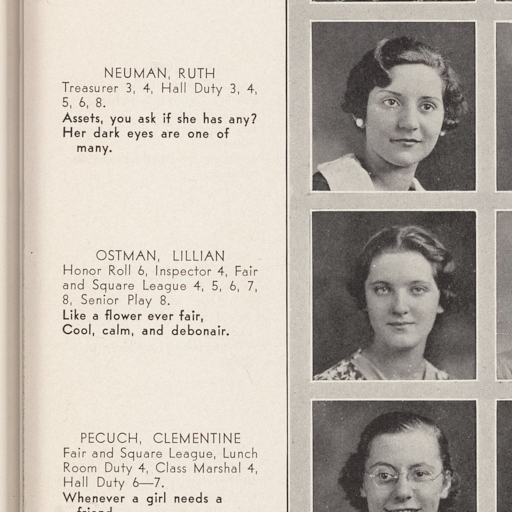 NEUMAN, RUTH
Treasurer 3, 4, Hall Duty 3, 4,
5, 6, 8.
Assets, you ask if she has any?
Her dark eyes are one of
many.
OSTMAN, LILLIAN
Honor Roll 6, Inspector 4, Fair
and Square League 4, 5, 6, 7,
8, Senior Play 8.
Like a flower ever fair,
Cool, calm, and debonair.
PECUCH, CLEMENTINE
Fair and Square League, Lunch
Room Duty 4, Class Marshal 4,
Hall Duty 6—7.
Whenever a girl needs a
friend